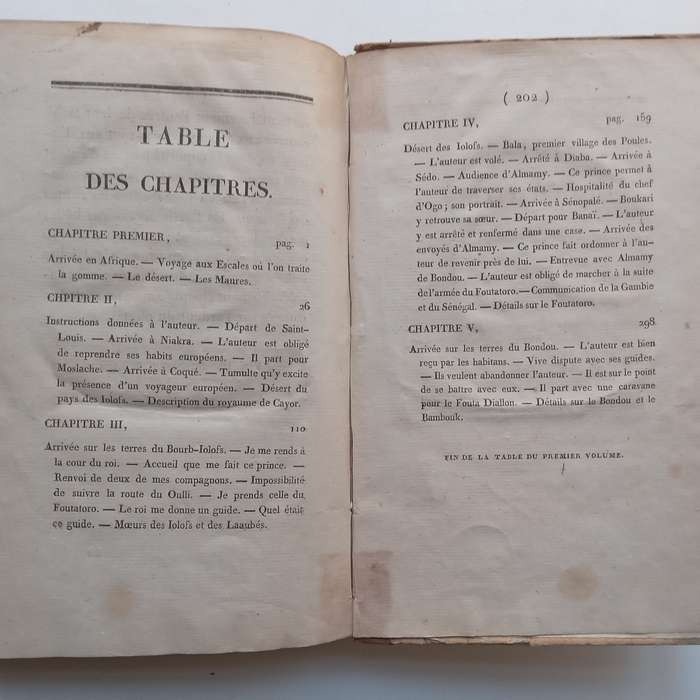 TABLE
DES CHAPITRES.
CHAPITRE PREMIER, pag. 1
Arrivée en Afrique. — Voyage aux Escales où l'on traite
la gomme. — Le désert. — Les Maures.
CHPITRE II, 26
Instructions données à l'auteur. — Départ de Saint-
Louis. — Arrivée à Niakra. — L'auteur est obligé
de reprendre ses habits européens. — Il part pour
Moslache. — Arrivée à Coqué. — Tumulte qu'y excite
la présence d'un voyageur européen. — Désert du
pays des Iolofs. — Description du royaume de Cayor.
CHAPITRE III, 110
Arrivée sur les terres du Bourb-Iolofs. — Je me rends à
la cour du roi. — Accueil que me fait ce prince. —
Renvoi de deux de mes compagnons. — Impossibilité
de suivre la route du Oulli. — Je prends celle du
Foutatoro. — Le roi me donne un guide. — Quel était
ce guide. — Mœurs des Iolofs et des Laaubés.
( 202 )
CHAPITRE IV, pag. 159
Désert des Iolofs. — Bala, premier village des Poules.
— L'auteur est volé. — Arrêté à Diaba. — Arrivée à
Sédo. — Audience d'Almamy. — Ce prince permet à
l'auteur de traverser ses états. — Hospitalité du chef
d'Ogo; son portrait. — Arrivée à Sénopalé. — Boukari
y retrouve sa sœur. — Départ pour Banaï. — L'auteur
y est arrêté et renfermé dans une case. — Arrivée des
envoyés d'Almamy. — Ce prince fait ordonner à l'au-
teur de revenir près de lui. — Entrevue avec Almamy
de Bondou. — L'auteur est obligé de marcher à la suite
de l'armée du Foutatoro. — Communication de la Gambie
et du Sénégal. — Détails sur le Foutatoro.
CHAPITRE V, 298
Arrivée sur les terres du Bondou. — L'auteur est bien
reçu par les habitans. — Vive dispute avec ses guides.
— Ils veulent abandonner l'auteur. — Il est sur le point
de se battre avec eux. — Il part avec une caravane
pour le Fouta Diallon. — Détails sur le Bondou et le
Bambouk.
FIN DE LA TABLE DU PREMIER VOLUME.